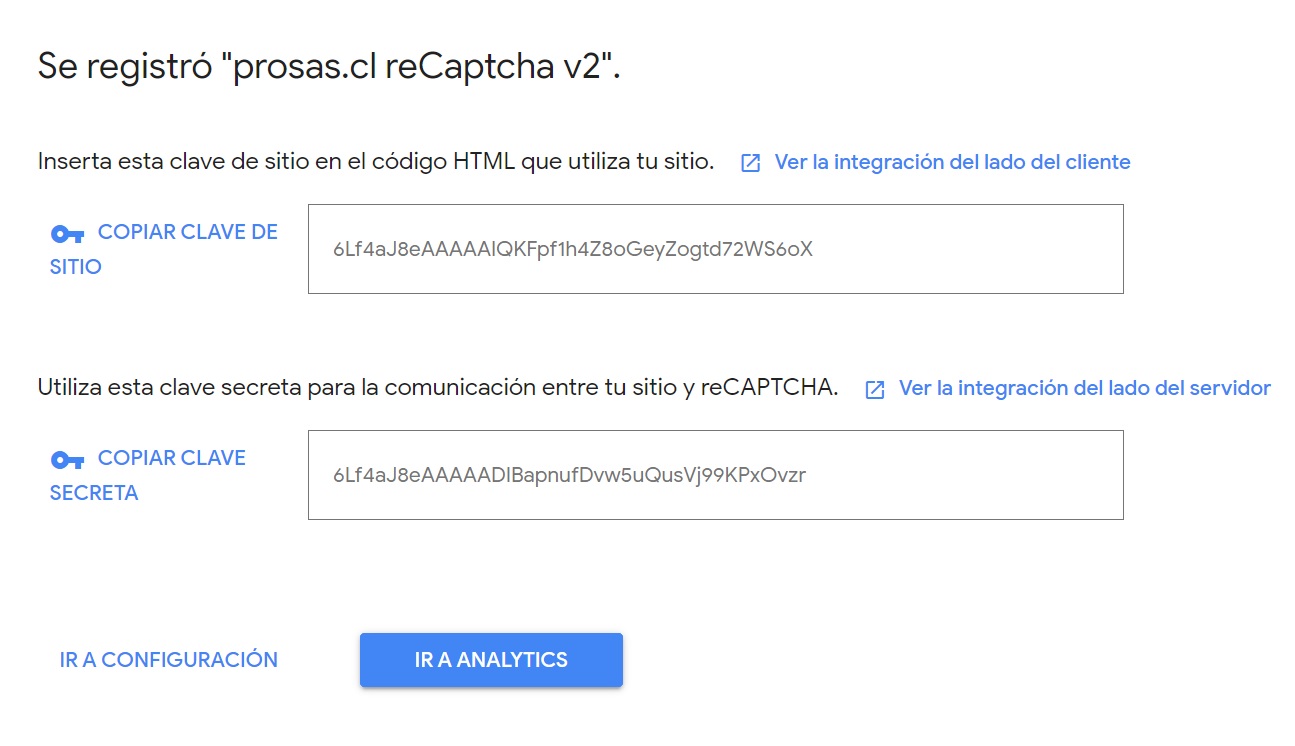 Se registró "prosas.cl reCaptcha v2".
Inserta esta clave de sitio en el código HTML que utiliza tu sitio. Ver la integración del lado del cliente
COPIAR CLAVE DE
SITIO
6Lf4aJ8eAAAAAIQKFpf1h4Z8oGeyZogtd72WS6oX
Utiliza esta clave secreta para la comunicación entre tu sitio y reCAPTCHA. Ver la integración del lado del servidor
COPIAR CLAVE
SECRETA
6Lf4aJ8eAAAAADIBapnufDvw5uQusVj99KPxOvzr
IR A CONFIGURACIÓN
IR A ANALYTICS